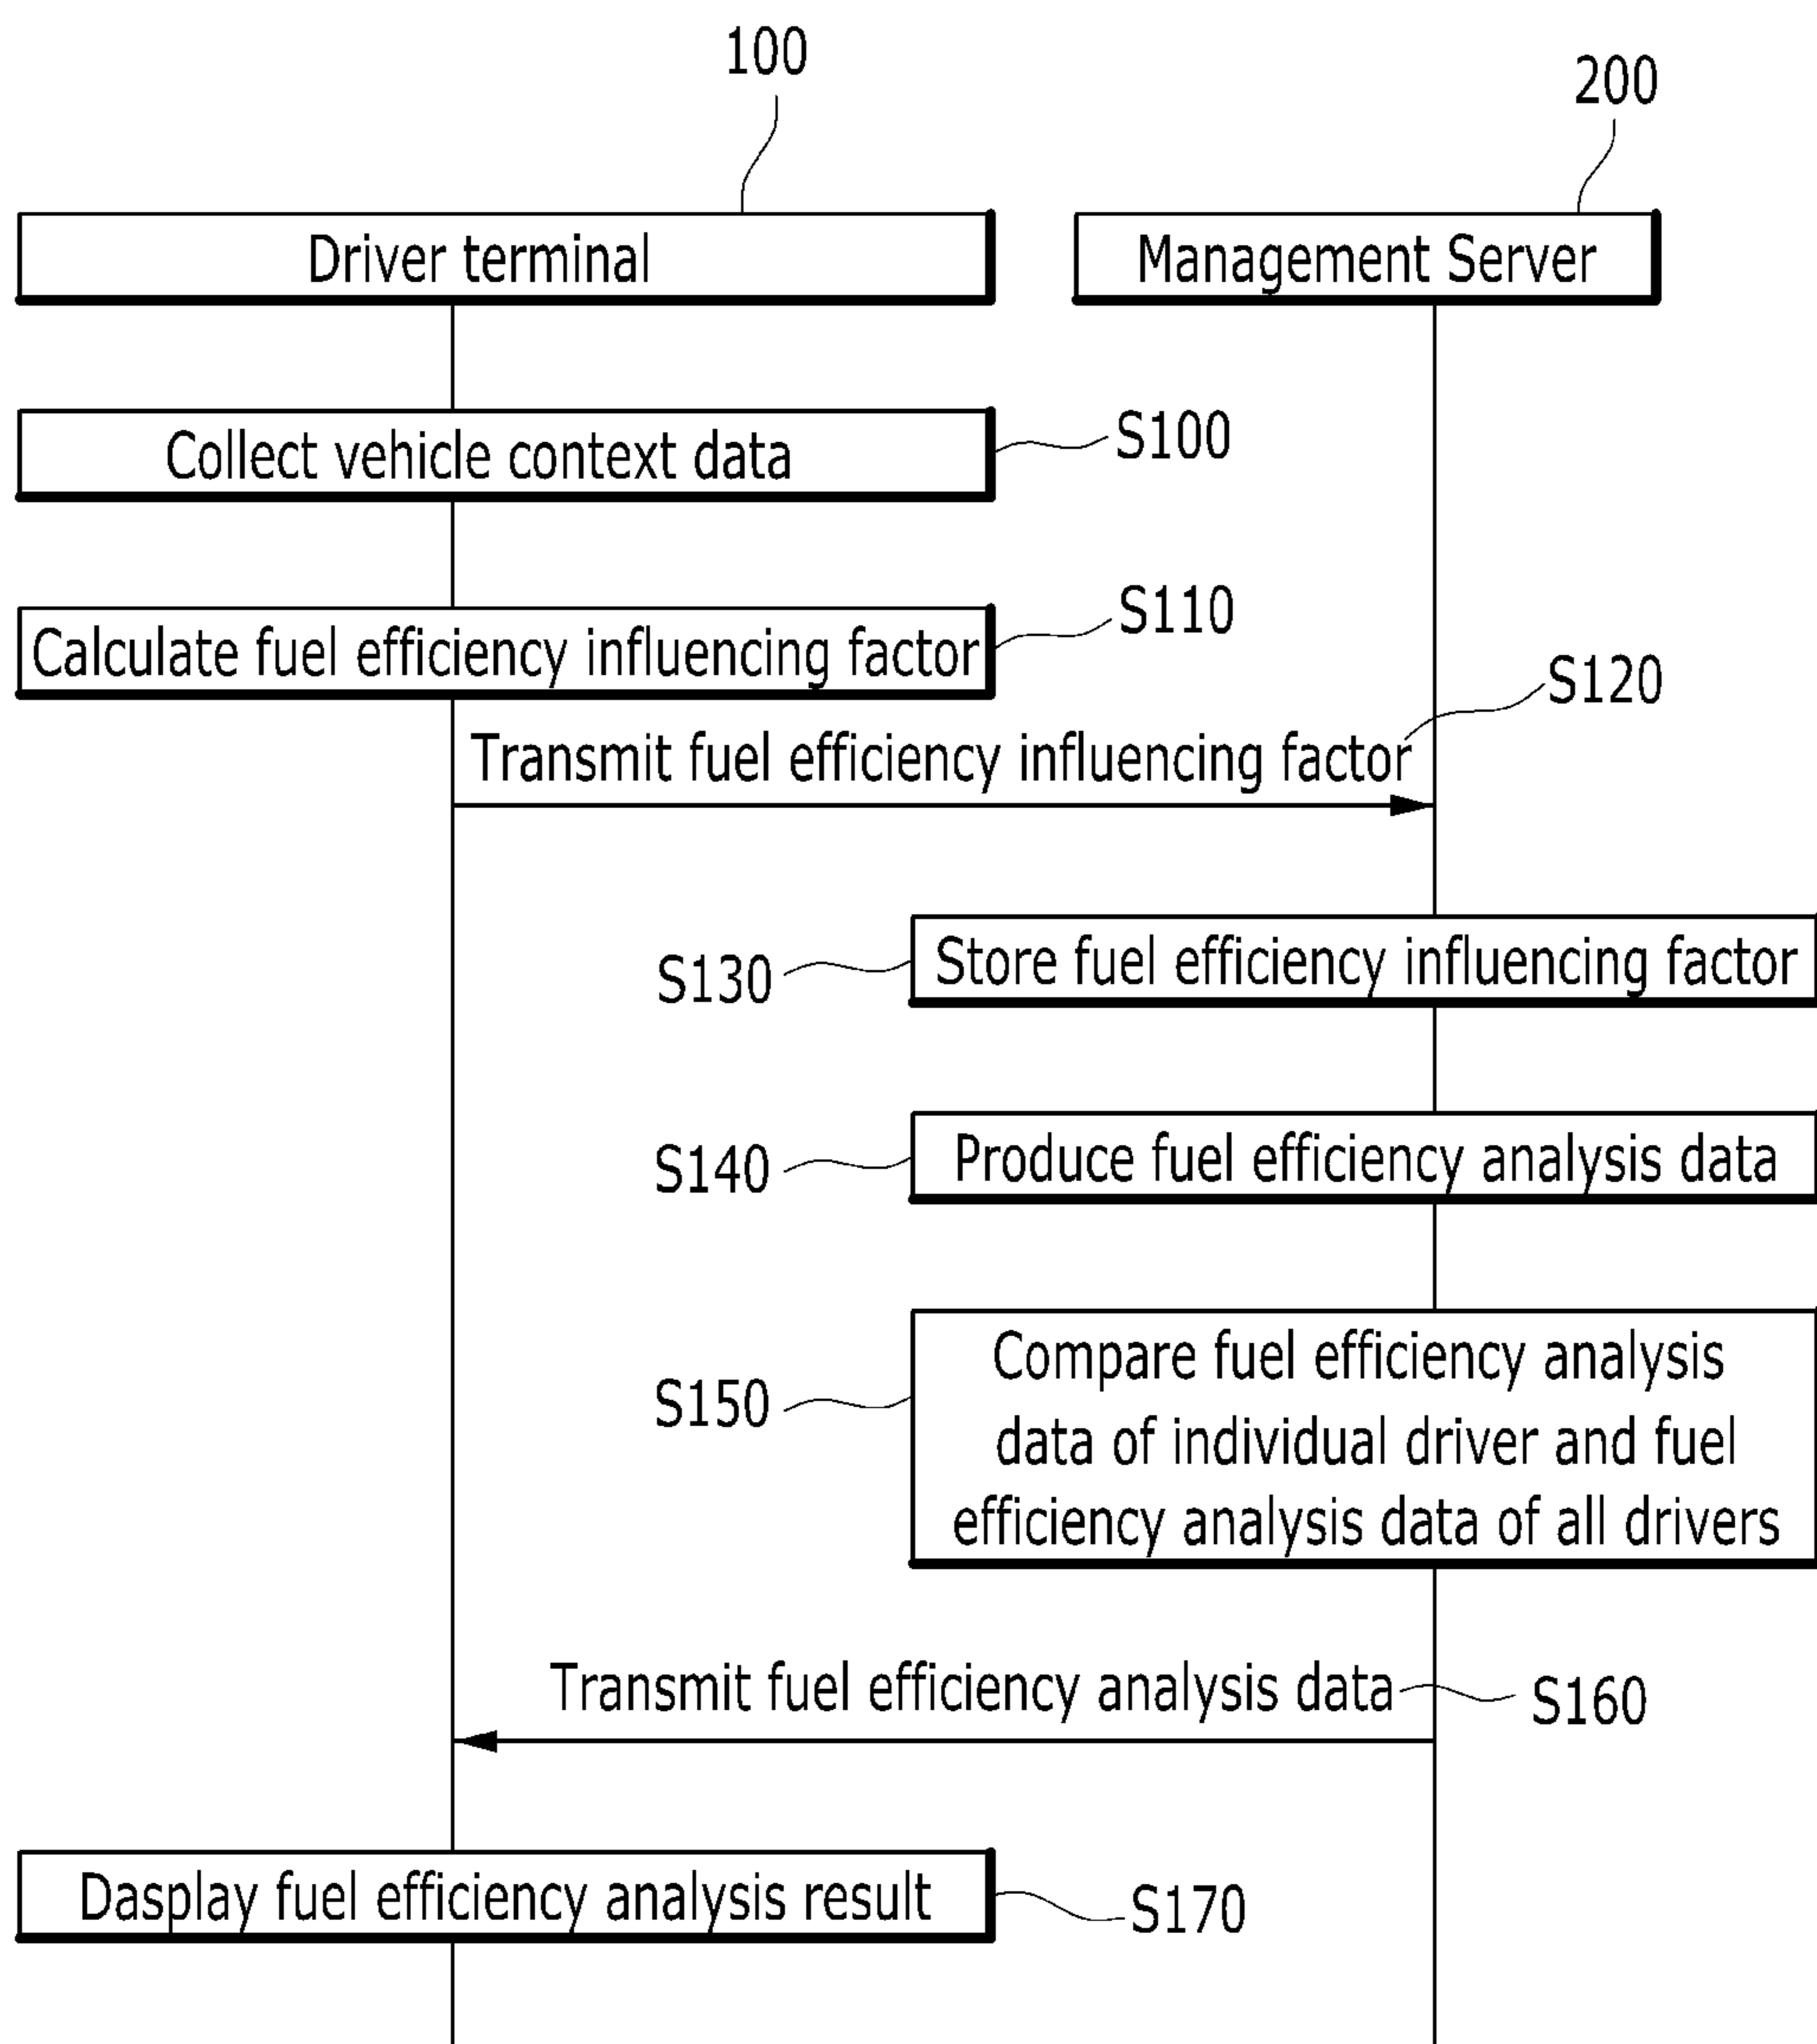 100
200
Driver terminal
Management Server
Collect vehicle context data
S100
Calculate fuel efficiency influencing factor
S110
S120
Transmit fuel efficiency influencing factor
S130
Store fuel efficiency influencing factor
S140
Produce fuel efficiency analysis data
S150
Compare fuel efficiency analysis
data of individual driver and fuel
efficiency analysis data of all drivers
Transmit fuel efficiency analysis data
S160
Dasplay fuel efficiency analysis result
S170